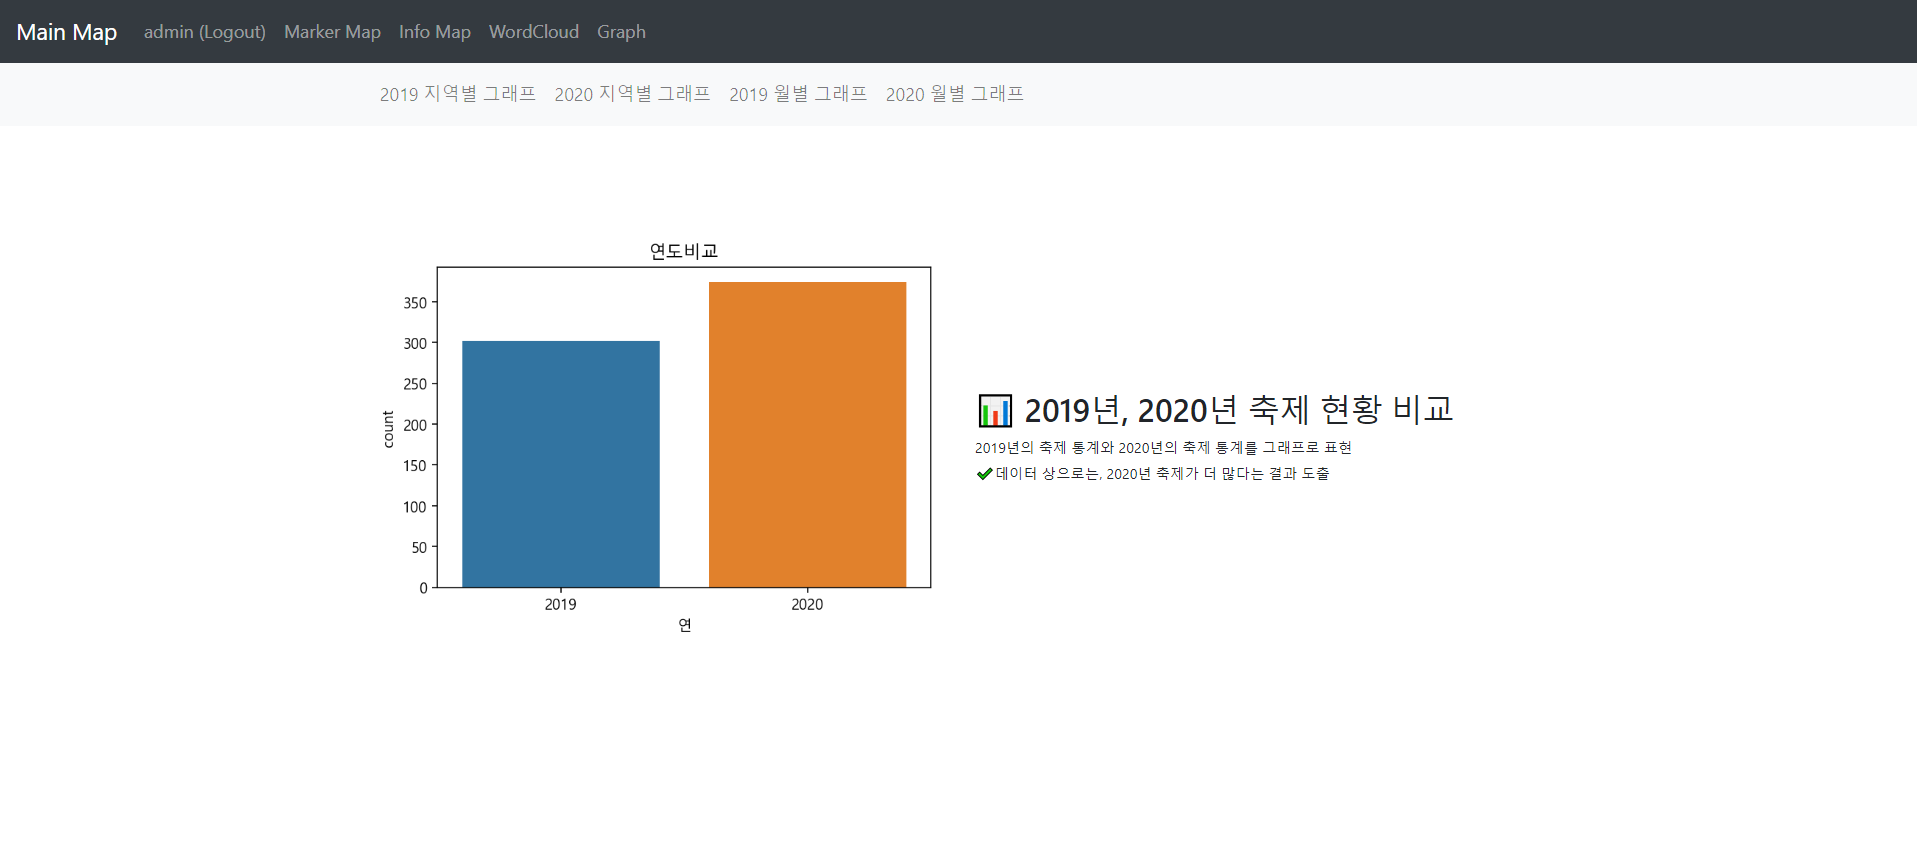 Main Map admin (Logout) Marker Map Info Map WordCloud Graph
2019 지역별 그래프 2020 지역별 그래프 2019 월별 그래프 2020 월별 그래프
연도비교
350
300
250
200
150
100
50
0
count
2019 2020
연
2019년, 2020년 축제 현황 비교
2019년의 축제 통계와 2020년의 축제 통계를 그래프로 표현
데이터 상으로는, 2020년 축제가 더 많다는 결과 도출